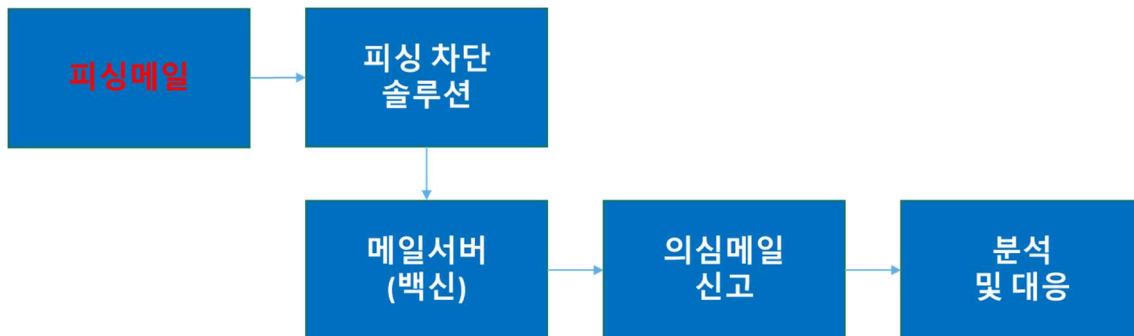 피싱메일
피싱 차단
솔루션
메일서버
(백신)
의심메일
신고
분석
및 대응